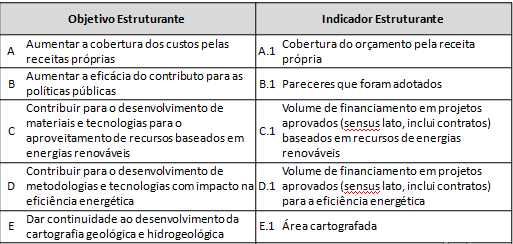 Objetivo Estruturante
Indicador Estruturante
A
Aumentar a cobertura dos custos pelas
receitas próprias
A.1
Cobertura do orçamento pela receita
própria
B
Aumentar a eficácia do contributo para as
políticas públicas
B.1
Pareceres que foram adotados
C
Contribuir para o desenvolvimento de
materiais e tecnologias para o
aproveitamento de recursos baseados em
energias renováveis
C.1
Volume de financiamento em projetos
aprovados (sensus lato, inclui contratos)
baseados em recursos de energias
renováveis
D
Contribuir para o desenvolvimento de
metodologias e tecnologias com impacto na
eficiência energética
D.1
Volume de financiamento em projetos
aprovados (sensus lato, inclui contratos)
para a eficiência energética
E
Dar continuidade ao desenvolvimento da
cartografia geológica e hidrogeológica
E.1
Área cartografada